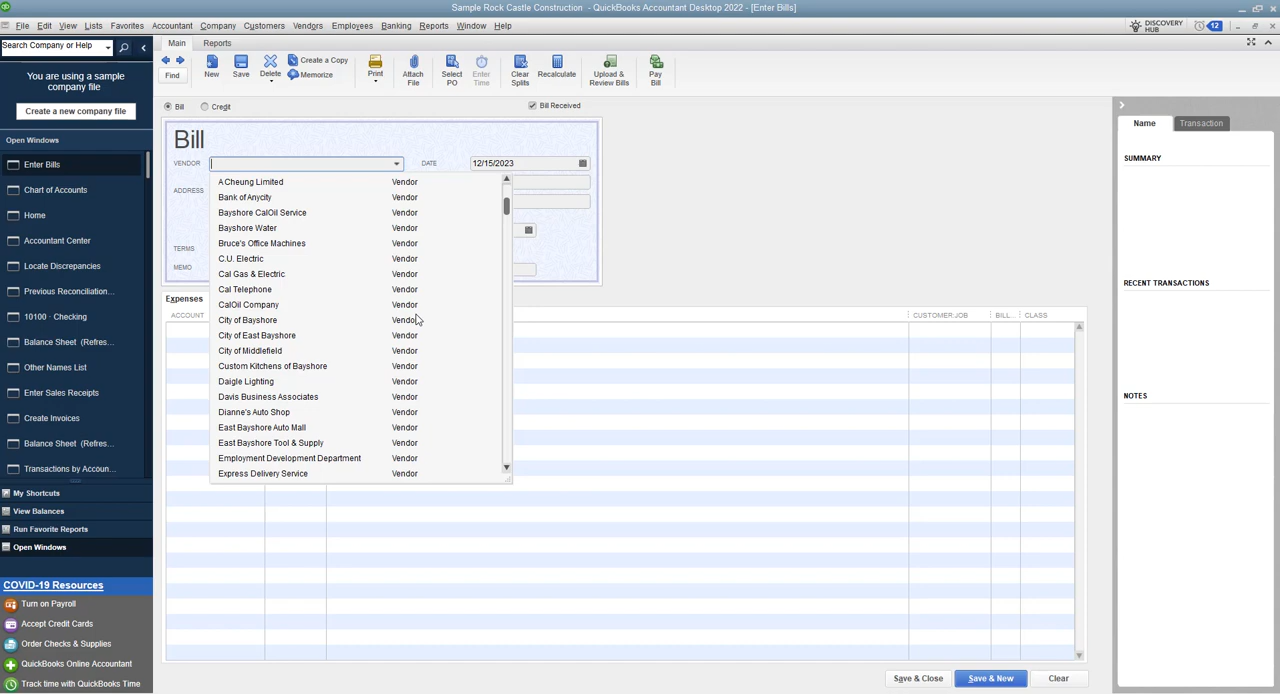 Sample Rock Castle Construction - QuickBooks Accountant Desktop 2022 - [Enter Bills]
File Edit View Lists Favorites Accountant Company Customers Vendors Employees Banking Reports Window Help
DISCOVERY HUB 12
Search Company or Help
Main Reports
Find New Save Delete Create a Copy Memorize Print Attach File Select PO Enter Time Clear Splits Recalculate Upload & Review Bills Pay Bill
You are using a sample company file
Create a new company file
Open Windows
Enter Bills
Chart of Accounts
Home
Accountant Center
Locate Discrepancies
Previous Reconciliation...
10100 · Checking
Balance Sheet (Refres...
Other Names List
Enter Sales Receipts
Create Invoices
Balance Sheet (Refres...
Transactions by Accoun...
My Shortcuts
View Balances
Run Favorite Reports
Open Windows
COVID-19 Resources
Turn on Payroll
Accept Credit Cards
Order Checks & Supplies
QuickBooks Online Accountant
Track time with QuickBooks Time
Bill Credit Bill Received
Bill
VENDOR DATE 12/15/2023
ADDRESS
TERMS
MEMO
A Cheung Limited Vendor
Bank of Anycity Vendor
Bayshore CalOil Service Vendor
Bayshore Water Vendor
Bruce's Office Machines Vendor
C.U. Electric Vendor
Cal Gas & Electric Vendor
Cal Telephone Vendor
CalOil Company Vendor
City of Bayshore Vendor
City of East Bayshore Vendor
City of Middlefield Vendor
Custom Kitchens of Bayshore Vendor
Daigle Lighting Vendor
Davis Business Associates Vendor
Dianne's Auto Shop Vendor
East Bayshore Auto Mall Vendor
East Bayshore Tool & Supply Vendor
Employment Development Department Vendor
Express Delivery Service Vendor
Expenses
ACCOUNT CUSTOMER:JOB BILL... CLASS
Save & Close Save & New Clear
Name Transaction
SUMMARY
RECENT TRANSACTIONS
NOTES